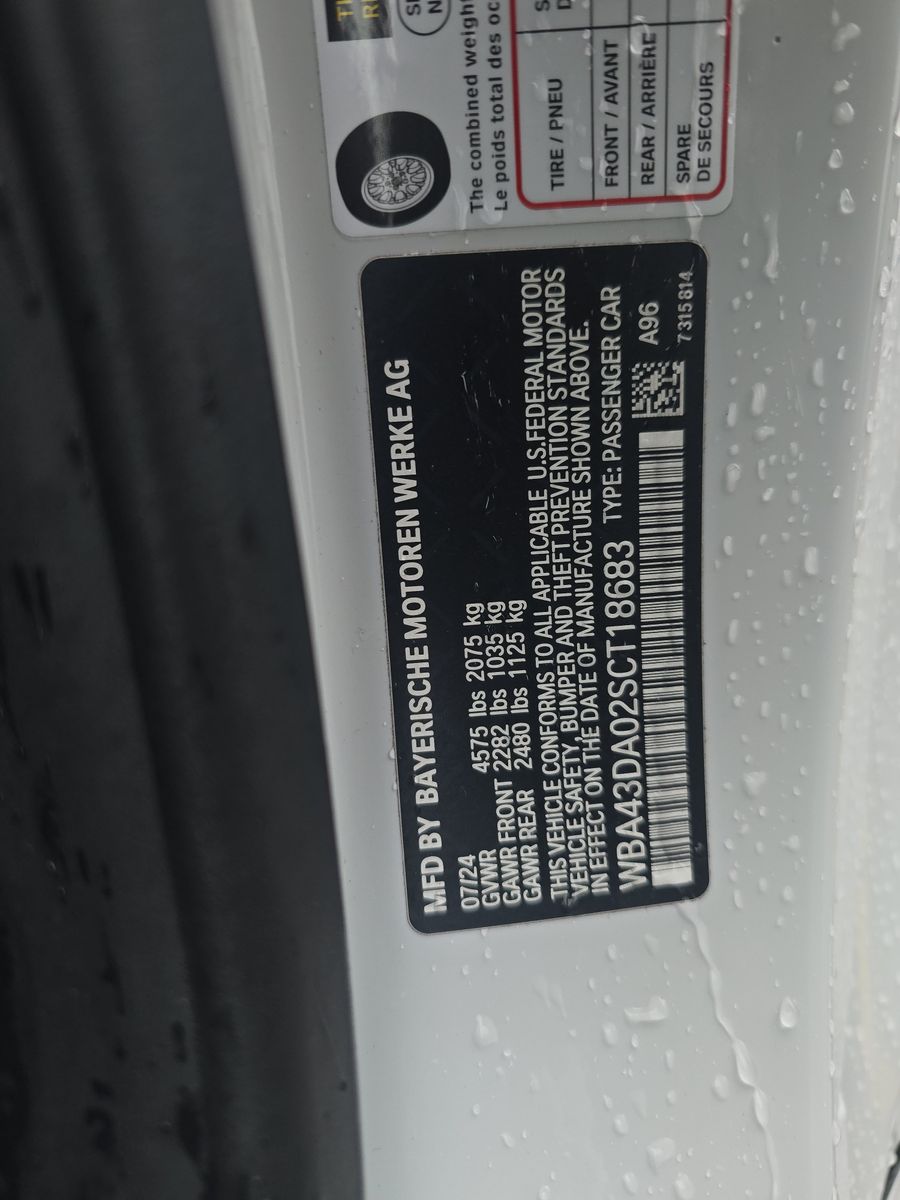 MFD BY BAYERISCHE MOTOREN WERKE AG
07/24
GVWR 4575 lbs 2075 kg
GAWR FRONT 2282 lbs 1035 kg
GAWR REAR 2480 lbs 1125 kg
THIS VEHICLE CONFORMS TO ALL APPLICABLE U.S.FEDERAL MOTOR
VEHICLE SAFETY, BUMPER AND THEFT PREVENTION STANDARDS
IN EFFECT ON THE DATE OF MANUFACTURE SHOWN ABOVE.
WBA43DA02SCT18683 TYPE: PASSENGER CAR
A96
7 315 814
The combined weight
Le poids total des
TIRE / PNEU
FRONT / AVANT
REAR / ARRIÈRE
SPARE
DE SECOURS